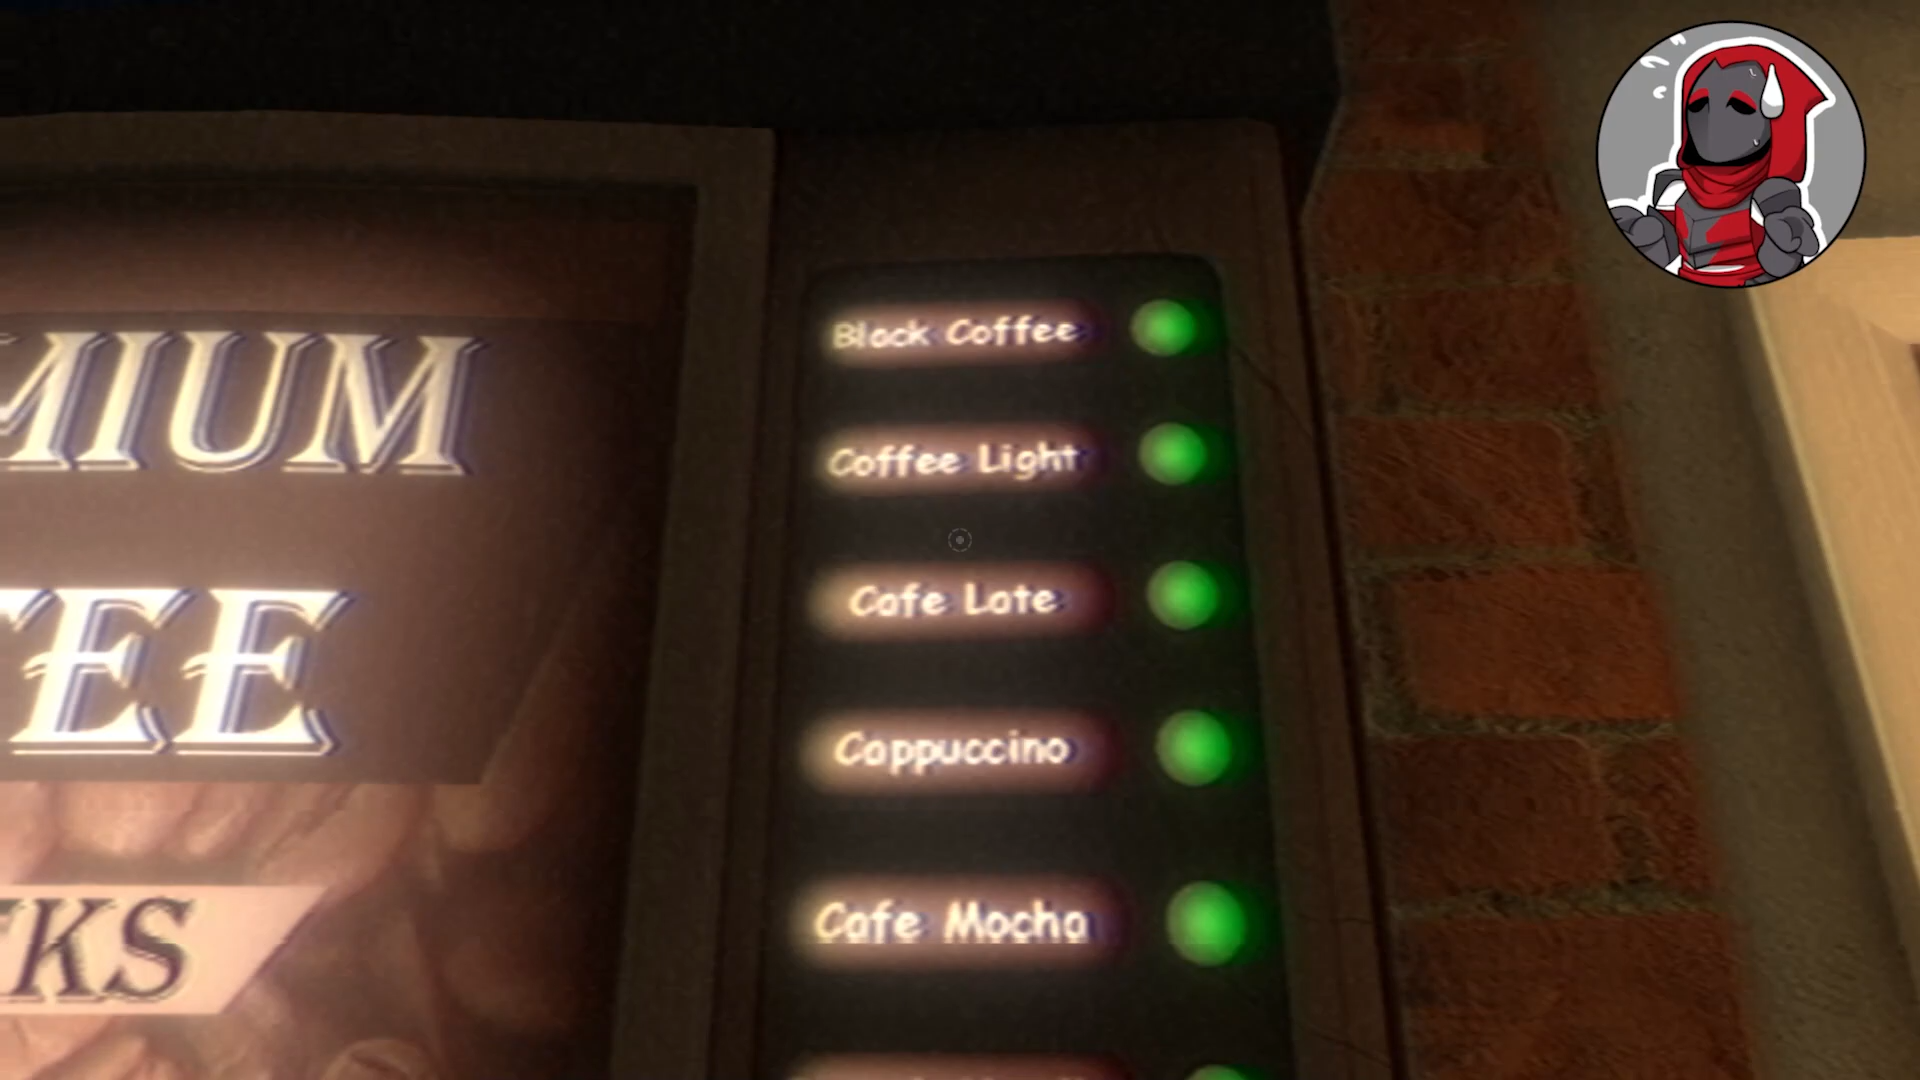 MIUM
EE
KS
Black Coffee
Coffee Light
Cafe Late
Cappuccino
Cafe Mocha